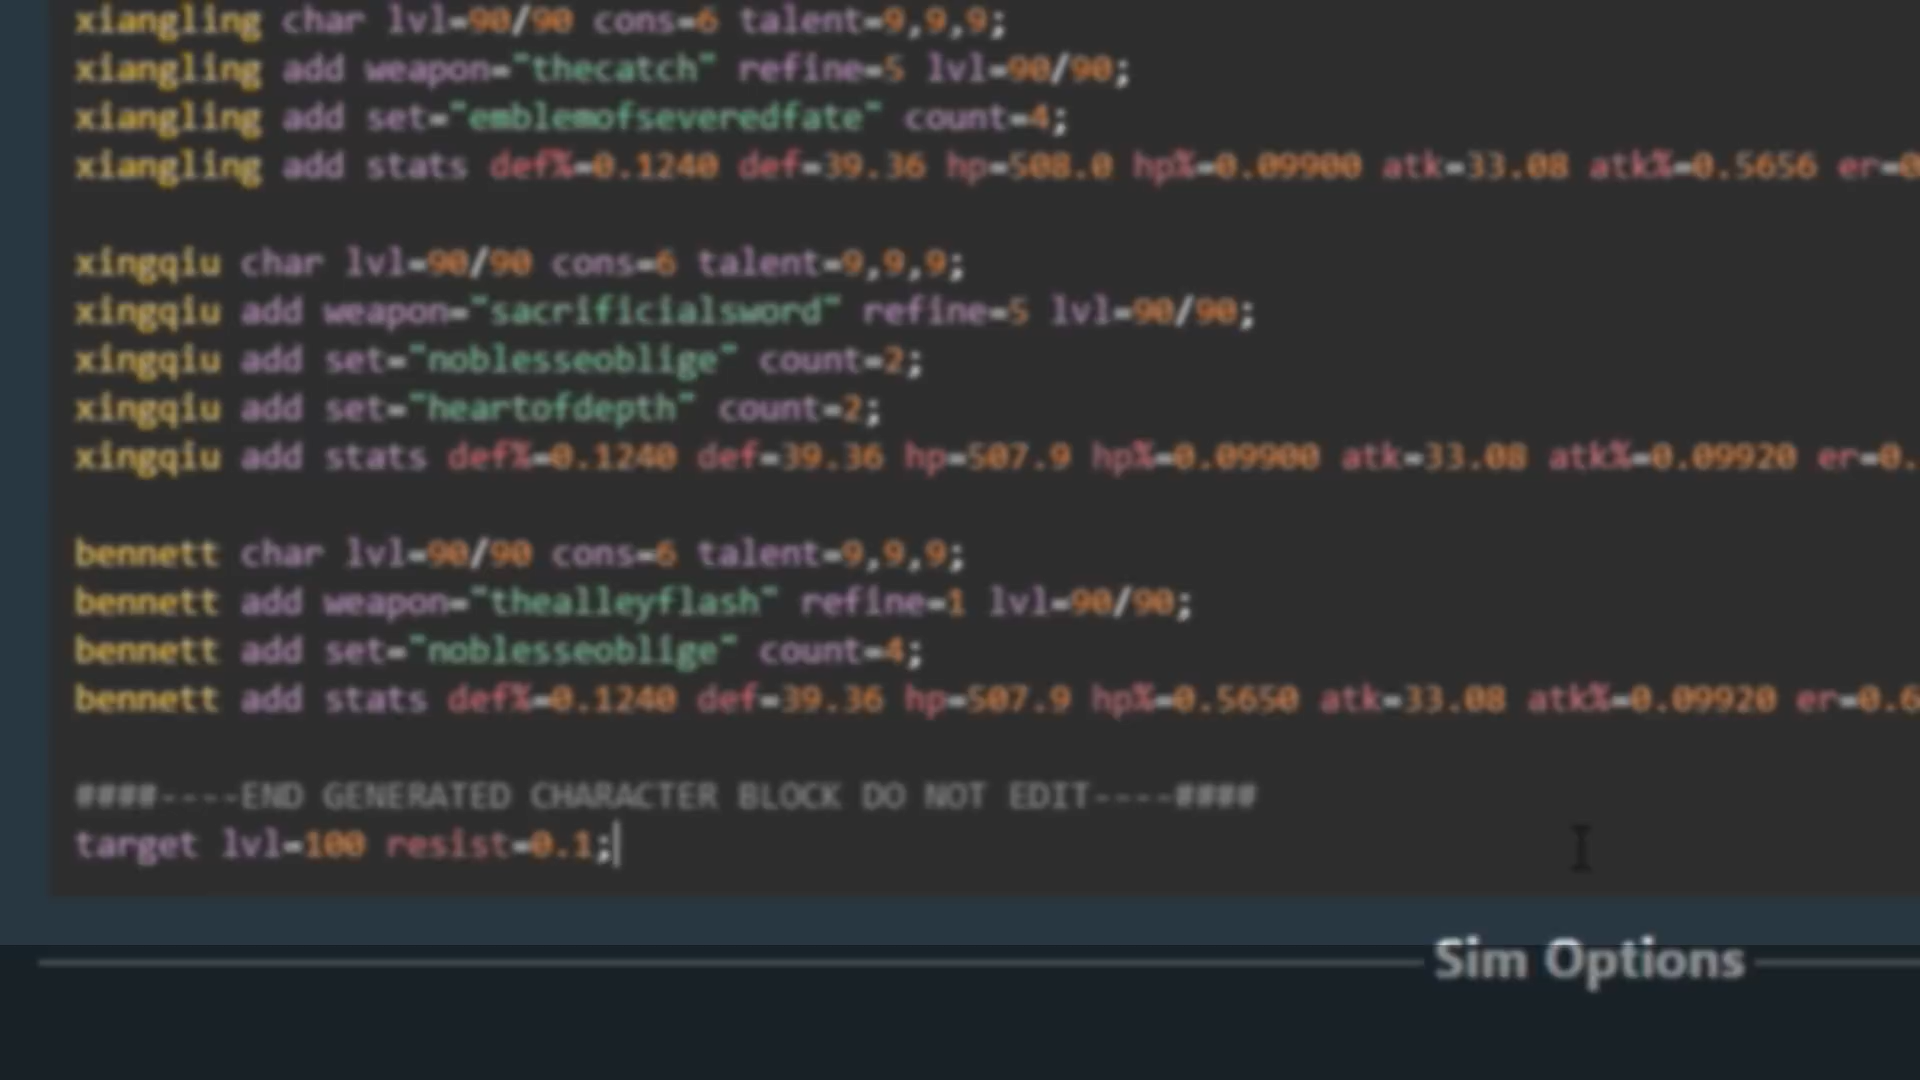 xiangling char lvl=90/90 cons=6 talent=9,9,9;
xiangling add weapon="thecatch" refine=5 lvl=90/90;
xiangling add set="emblemofseveredfate" count=4;
xiangling add stats def%=0.1240 def=39.36 hp=508.0 hp%=0.09900 atk=33.08 atk%=0.5656 er=0
xingqiu char lvl=90/90 cons=6 talent=9,9,9;
xingqiu add weapon="sacrificialsword" refine=5 lvl=90/90;
xingqiu add set="noblesseoblige" count=2;
xingqiu add set="heartofdepth" count=2;
xingqiu add stats def%=0.1240 def=39.36 hp=507.9 hp%=0.09900 atk=33.08 atk%=0.09920 er=0.
bennett char lvl=90/90 cons=6 talent=9,9,9;
bennett add weapon="thealleyflash" refine=1 lvl=90/90;
bennett add set="noblesseoblige" count=4;
bennett add stats def%=0.1240 def=39.36 hp=507.9 hp%=0.5650 atk=33.08 atk%=0.09920 er=0.6
####----END GENERATED CHARACTER BLOCK DO NOT EDIT----####
target lvl=100 resist=0.1;
Sim Options